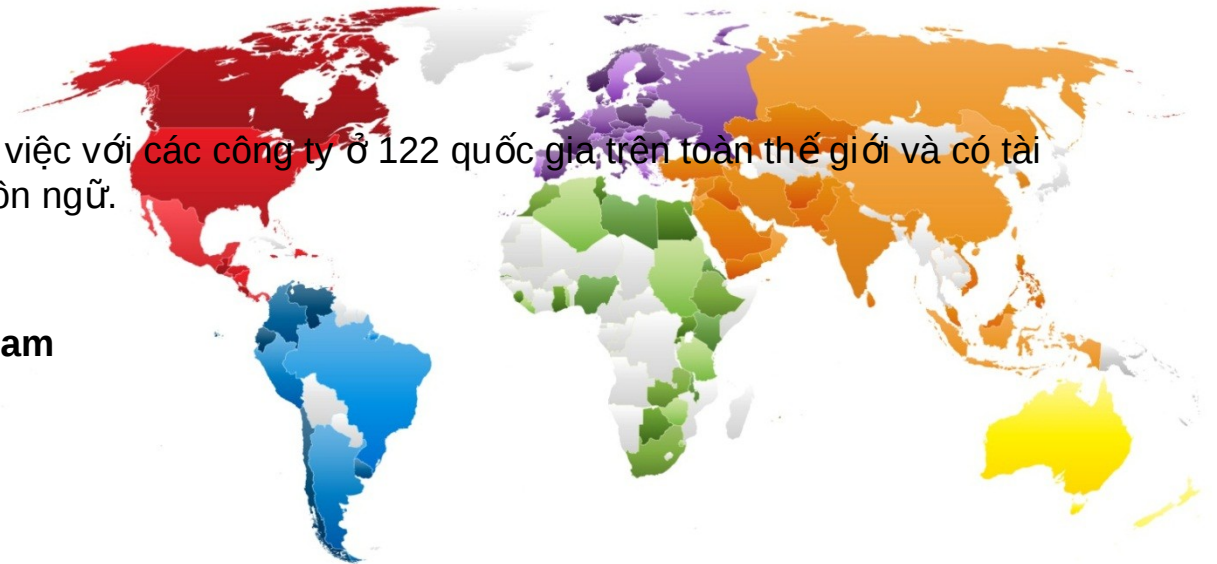 việc với các công ty ở 122 quốc gia trên toàn thế giới và có tài
ôn ngữ.
am